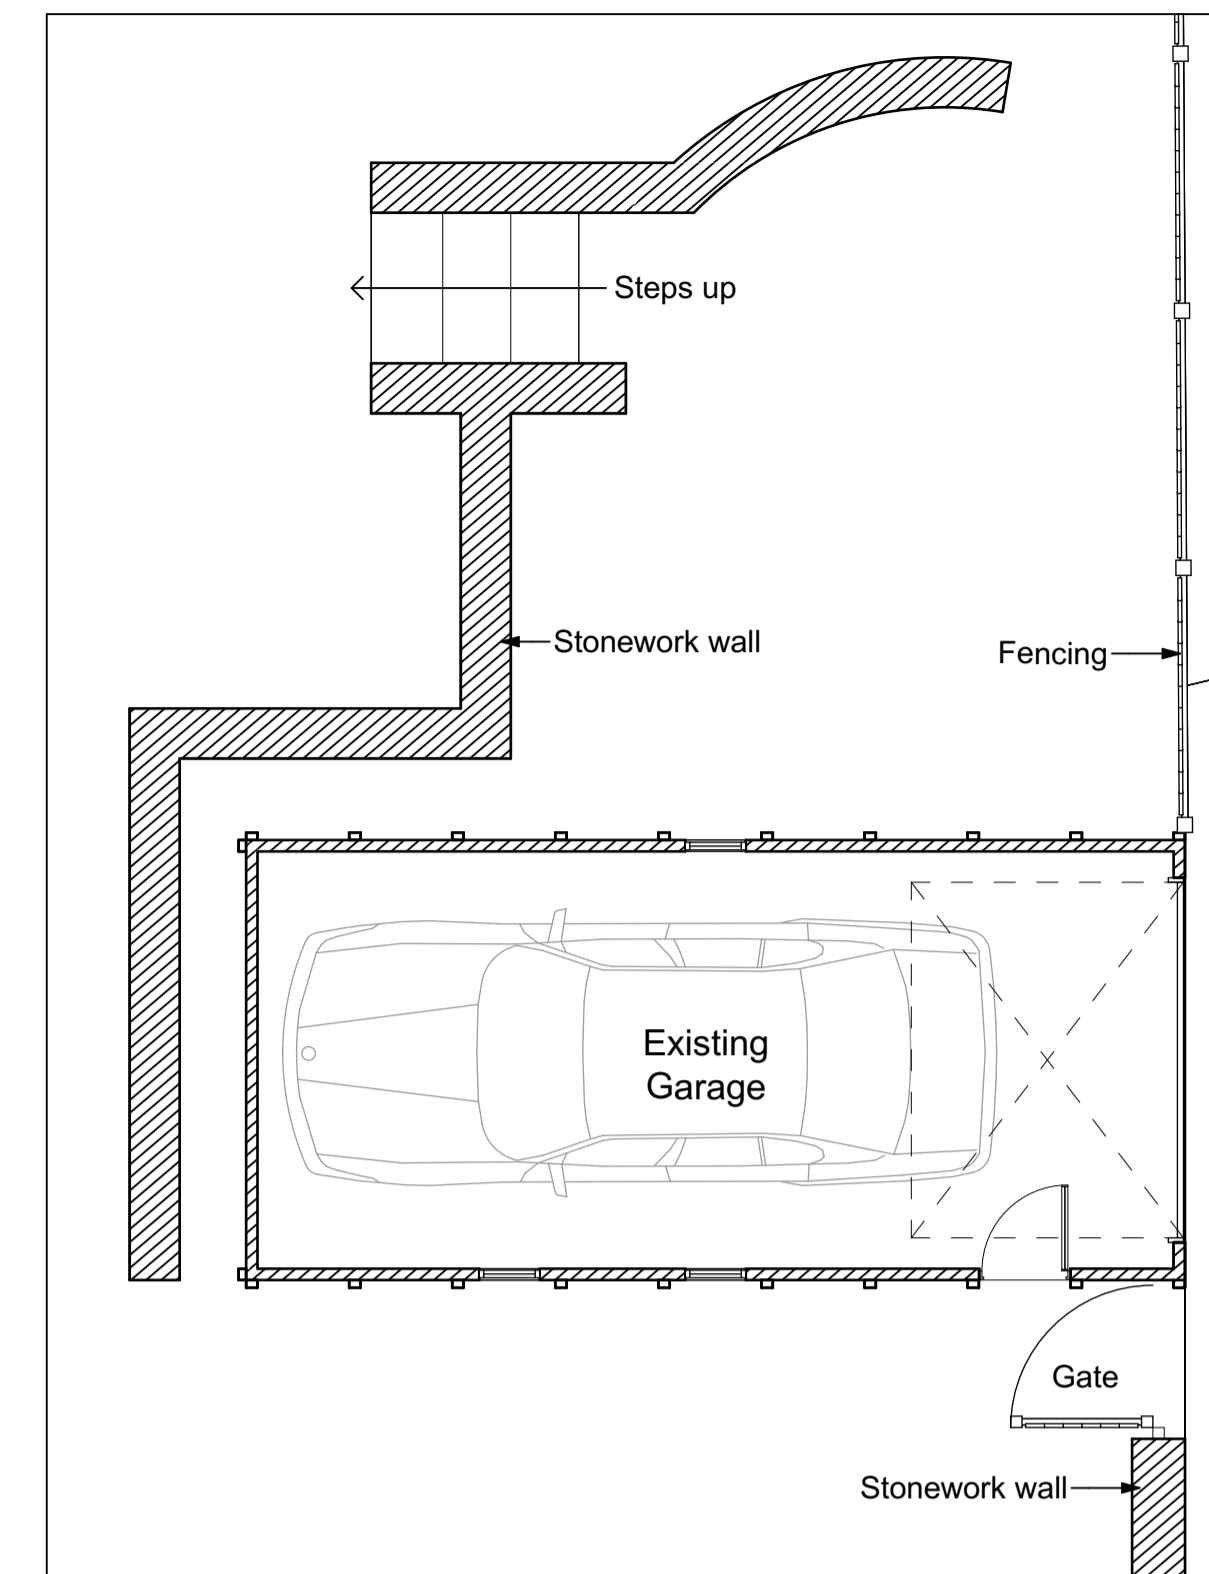 Steps up
Stonework wall
Fencing
Existing
Garage
Gate
Stonework wall